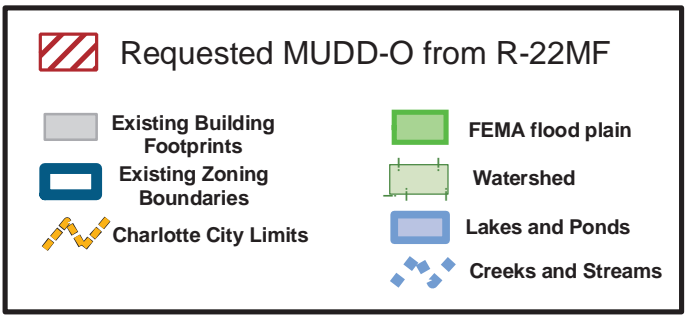 Requested MUDD-O from R-22MF
Existing Building
Footprints
Existing Zoning
Boundaries
Charlotte City Limits
FEMA flood plain
Watershed
Lakes and Ponds
Creeks and Streams